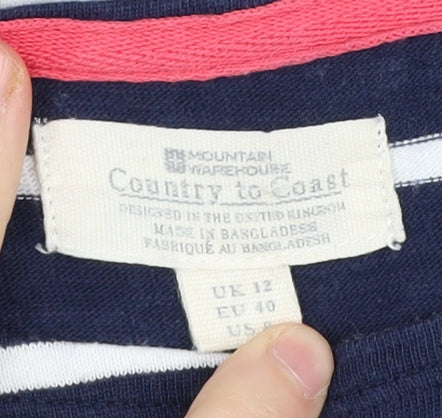 MOUNTAIN
WAREHOUSE
Country to Coast
DESIGNED IN THE UNITED KINGDOM
MADE IN BANGLADESH
FABRIQUE AU BANGLADESH
UK 12
EU 40
US